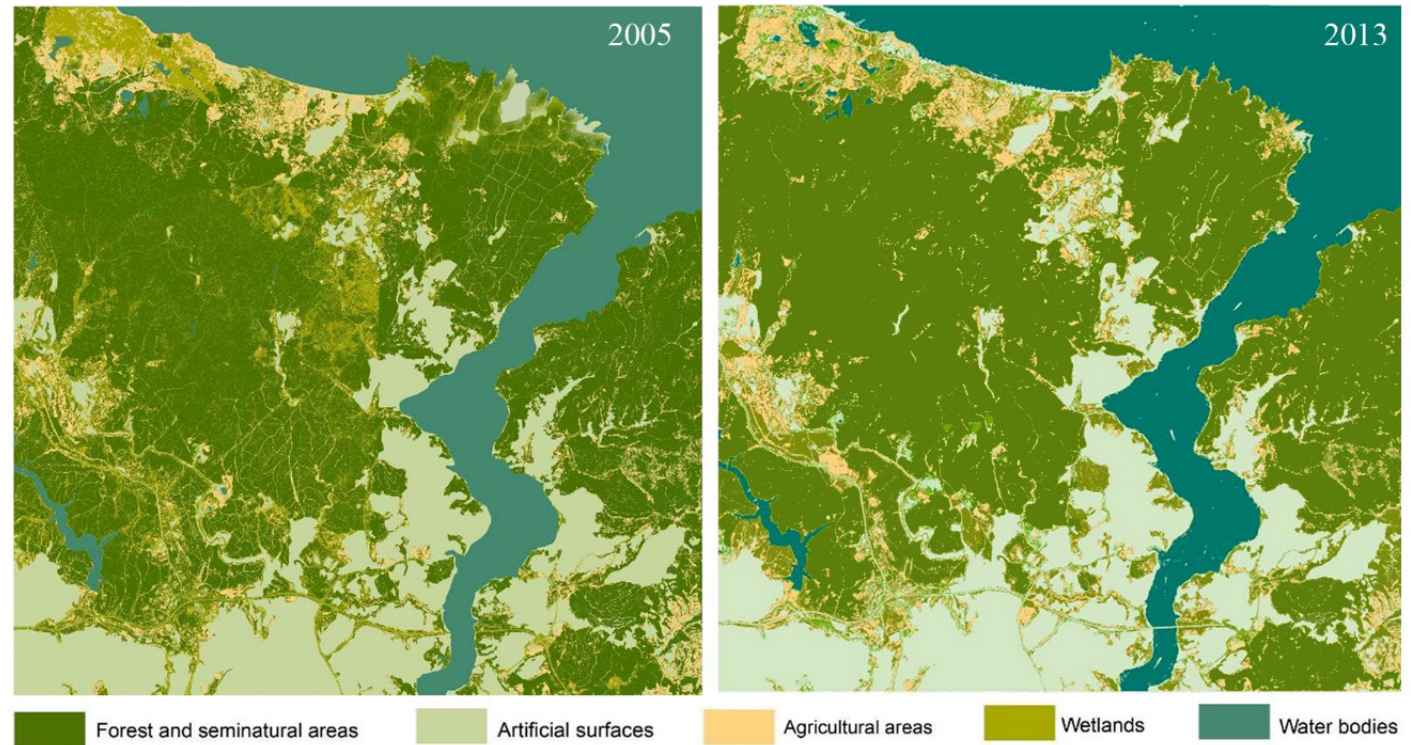 2005
2013
Forest and seminatural areas
Artificial surfaces
Agricultural areas
Wetlands
Water bodies